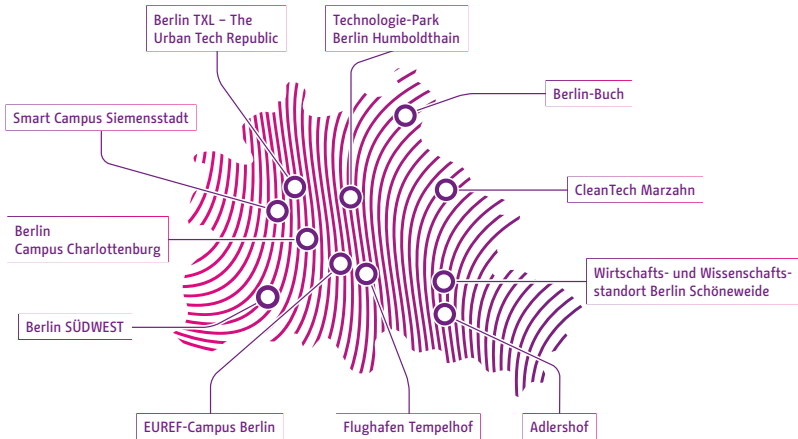 Berlin TXL – The
Urban Tech Republic
Technologie-Park
Berlin Humboldthain
Berlin-Buch
Smart Campus Siemensstadt
CleanTech Marzahn
Berlin
Campus Charlottenburg
Wirtschafts- und Wissenschafts-
standort Berlin Schöneweide
Berlin SÜDWEST
EUREF-Campus Berlin
Flughafen Tempelhof
Adlershof